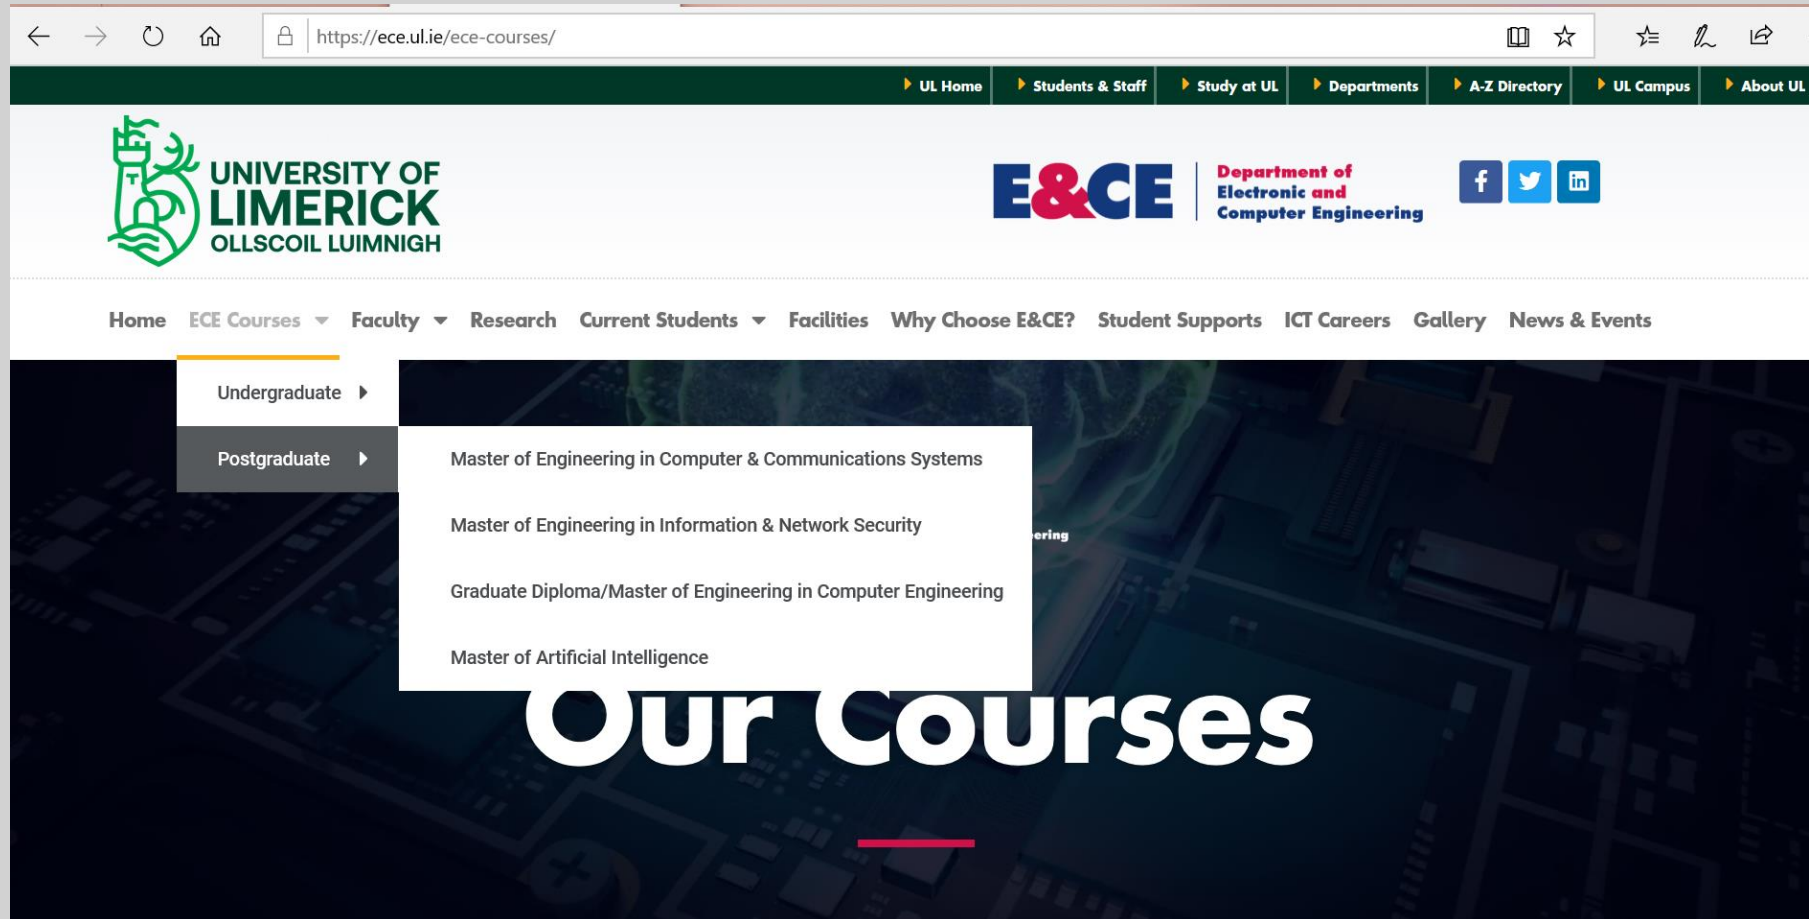 https://ece.ul.ie/ece-courses/
UL Home
Students & Staff
Study at UL
Departments
A-Z Directory
UL Campus
About UL
UNIVERSITY OF
LIMERICK
OLLSCOIL LUIMNIGH
E&CE
Department of
Electronic and
Computer Engineering
Home
ECE Courses
Faculty
Research
Current Students
Facilities
Why Choose E&CE?
Student Supports
ICT Careers
Gallery
News & Events
Undergraduate
Postgraduate
Master of Engineering in Computer & Communications Systems
Master of Engineering in Information & Network Security
Graduate Diploma/Master of Engineering in Computer Engineering
Master of Artificial Intelligence
ering
Our Courses